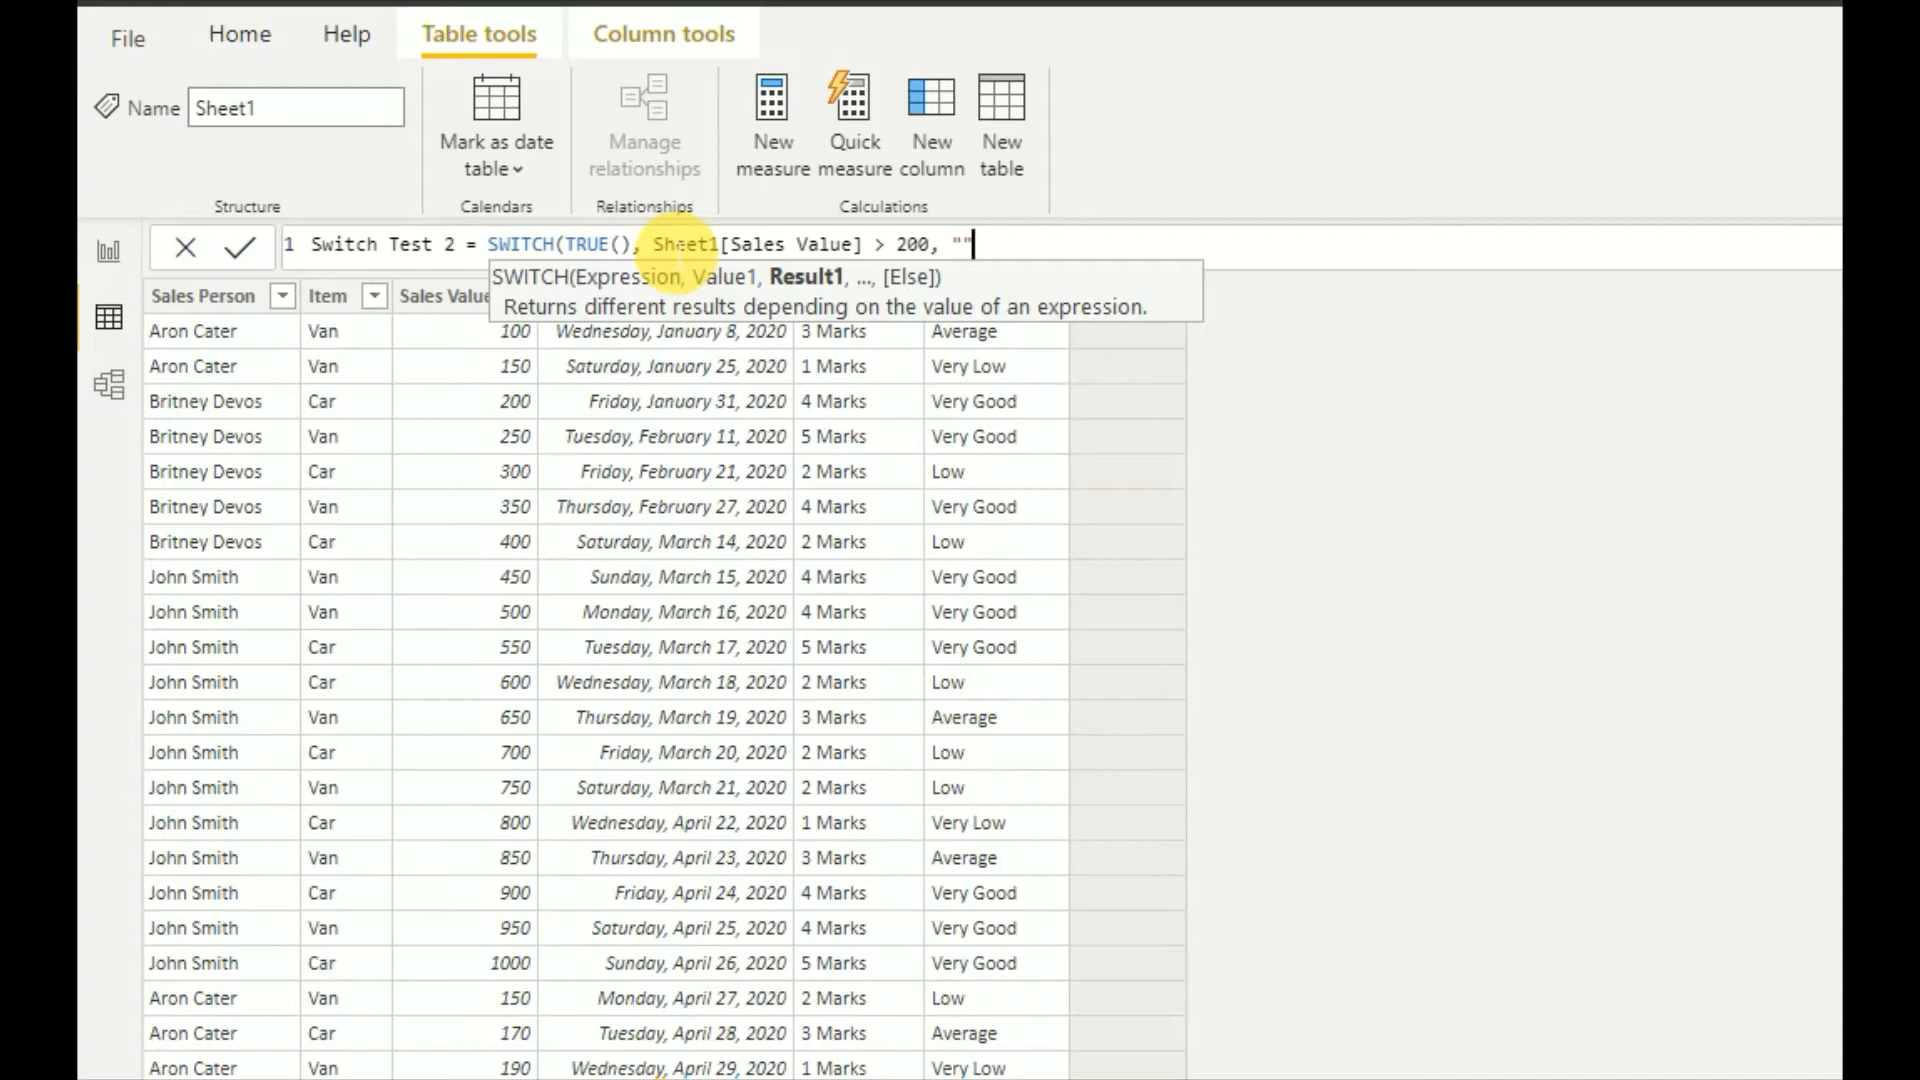 File Home Help Table tools Column tools
Name Sheet1
Mark as date table
Manage relationships
New measure
Quick measure
New column
New table
Structure Calendars Relationships Calculations
1 Switch Test 2 = SWITCH(TRUE(), Sheet1[Sales Value] > 200, ""
SWITCH(Expression, Value1, Result1, ..., [Else])
Returns different results depending on the value of an expression.
Sales Person Item Sales Value
Aron Cater Van 100 Wednesday, January 8, 2020 3 Marks Average
Aron Cater Van 150 Saturday, January 25, 2020 1 Marks Very Low
Britney Devos Car 200 Friday, January 31, 2020 4 Marks Very Good
Britney Devos Van 250 Tuesday, February 11, 2020 5 Marks Very Good
Britney Devos Car 300 Friday, February 21, 2020 2 Marks Low
Britney Devos Van 350 Thursday, February 27, 2020 4 Marks Very Good
Britney Devos Car 400 Saturday, March 14, 2020 2 Marks Low
John Smith Van 450 Sunday, March 15, 2020 4 Marks Very Good
John Smith Van 500 Monday, March 16, 2020 4 Marks Very Good
John Smith Car 550 Tuesday, March 17, 2020 5 Marks Very Good
John Smith Car 600 Wednesday, March 18, 2020 2 Marks Low
John Smith Van 650 Thursday, March 19, 2020 3 Marks Average
John Smith Car 700 Friday, March 20, 2020 2 Marks Low
John Smith Van 750 Saturday, March 21, 2020 2 Marks Low
John Smith Car 800 Wednesday, April 22, 2020 1 Marks Very Low
John Smith Van 850 Thursday, April 23, 2020 3 Marks Average
John Smith Car 900 Friday, April 24, 2020 4 Marks Very Good
John Smith Van 950 Saturday, April 25, 2020 4 Marks Very Good
John Smith Car 1000 Sunday, April 26, 2020 5 Marks Very Good
Aron Cater Van 150 Monday, April 27, 2020 2 Marks Low
Aron Cater Car 170 Tuesday, April 28, 2020 3 Marks Average
Aron Cater Van 190 Wednesday, April 29, 2020 1 Marks Very Low